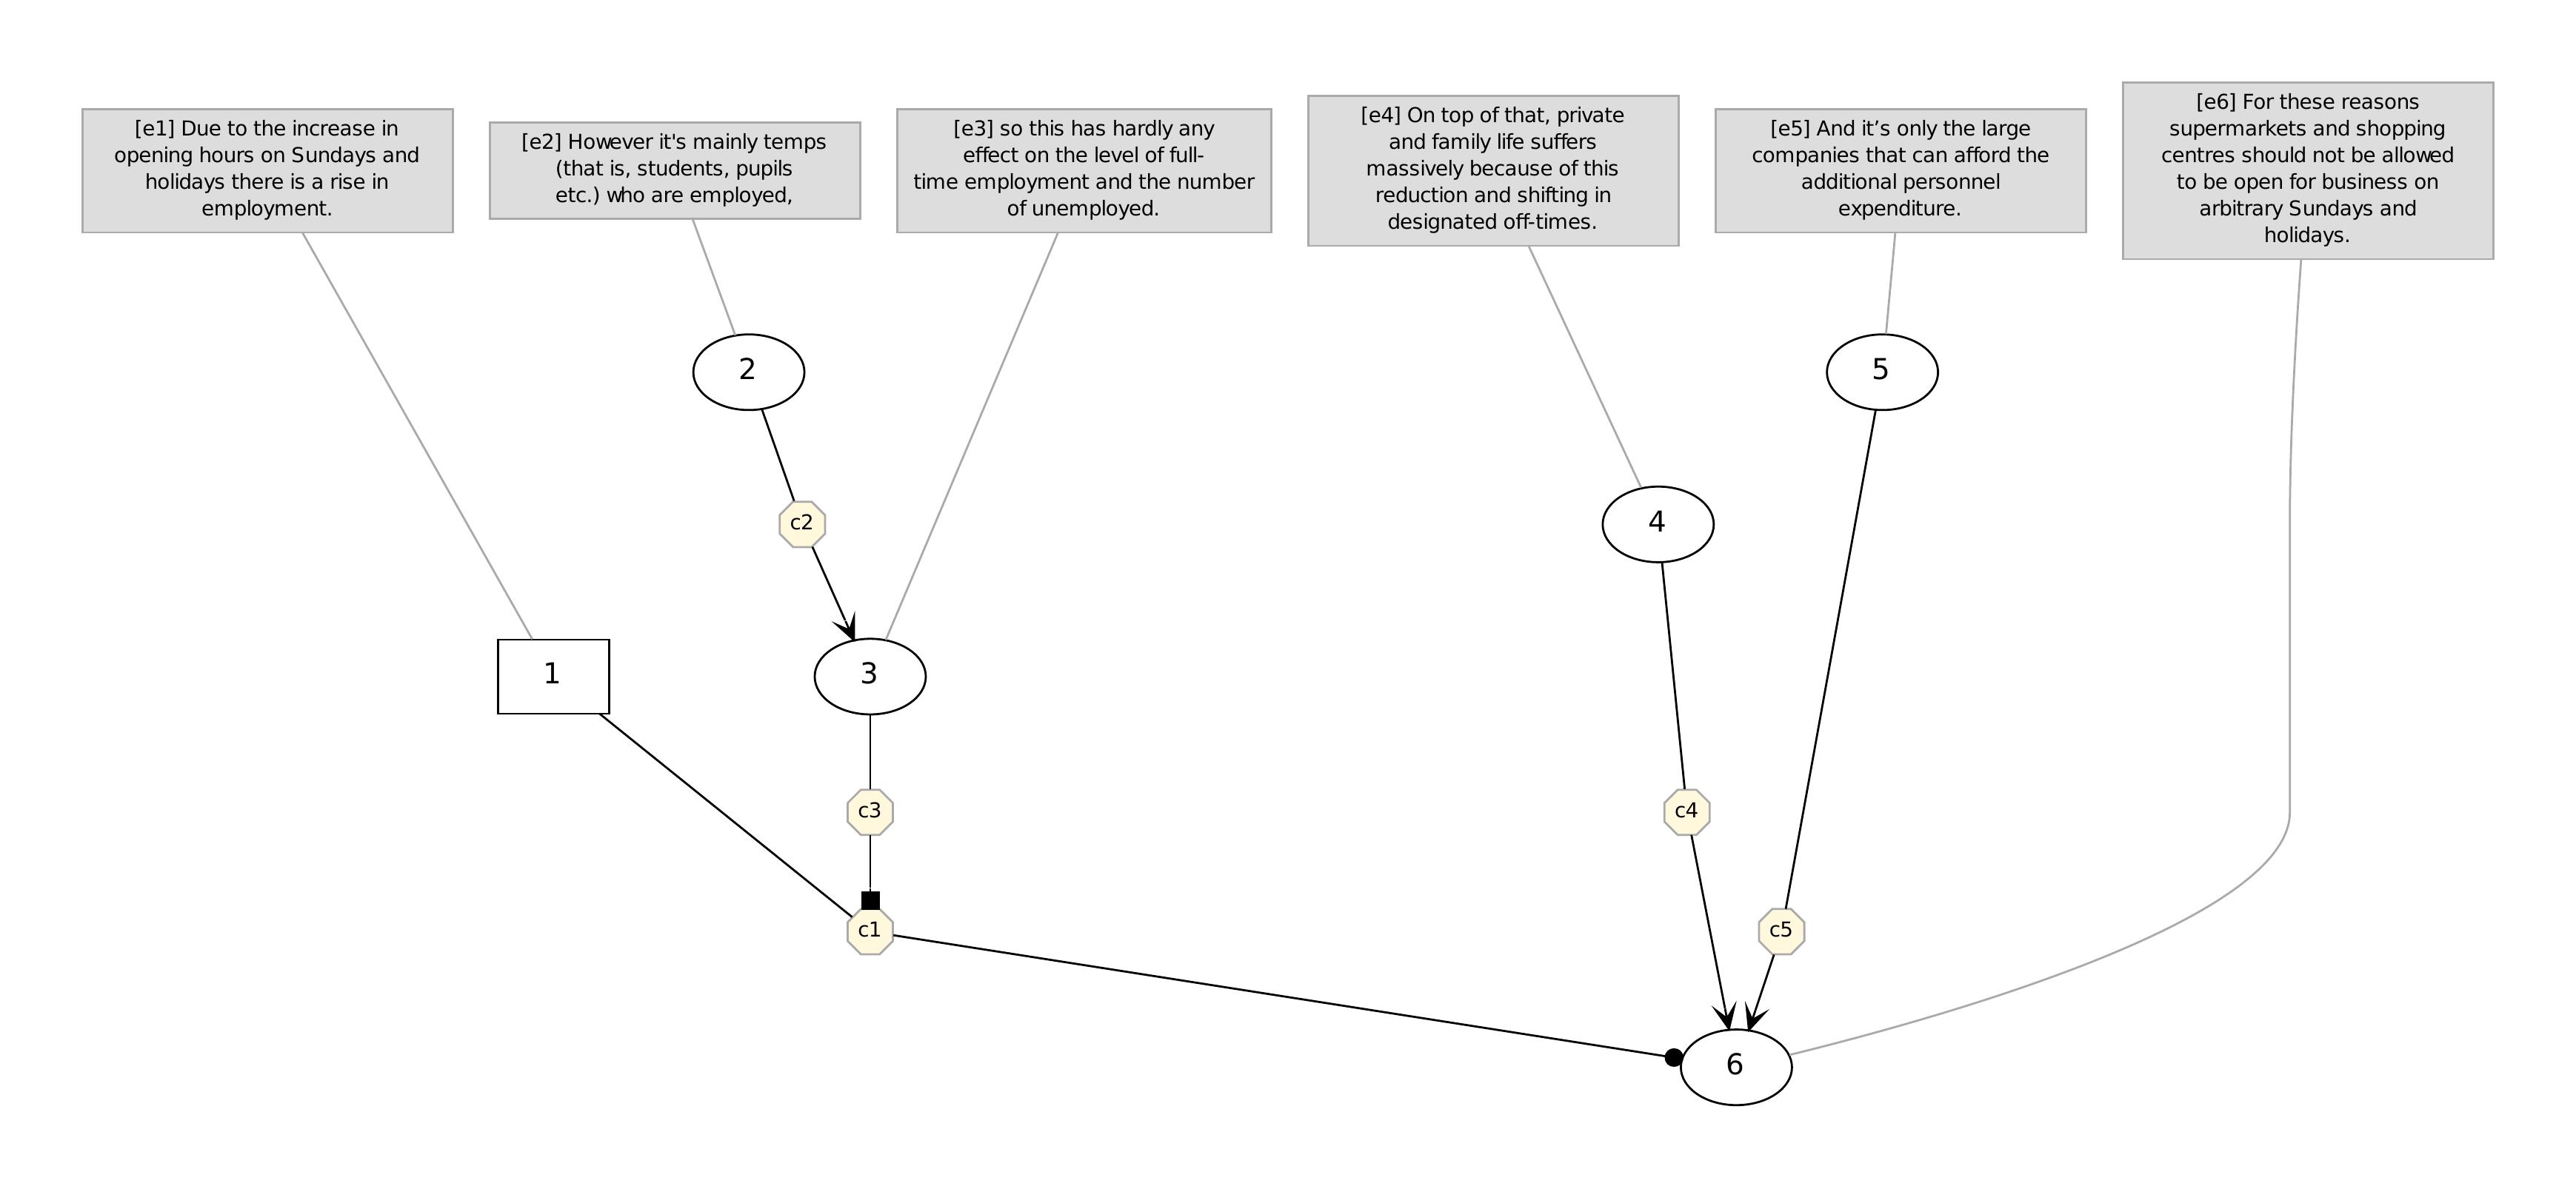 [e1] Due to the increase in
opening hours on Sundays and
holidays there is a rise in
employment.
[e2] However it's mainly temps
(that is, students, pupils
etc.) who are employed,
[e3] so this has hardly any
effect on the level of full-
time employment and the number
of unemployed.
[e4] On top of that, private
and family life suffers
massively because of this
reduction and shifting in
designated off-times.
[e5] And it’s only the large
companies that can afford the
additional personnel
expenditure.
[e6] For these reasons
supermarkets and shopping
centres should not be allowed
to be open for business on
arbitrary Sundays and
holidays.
2
5
c2
4
1
3
c3
c4
c1
c5
6